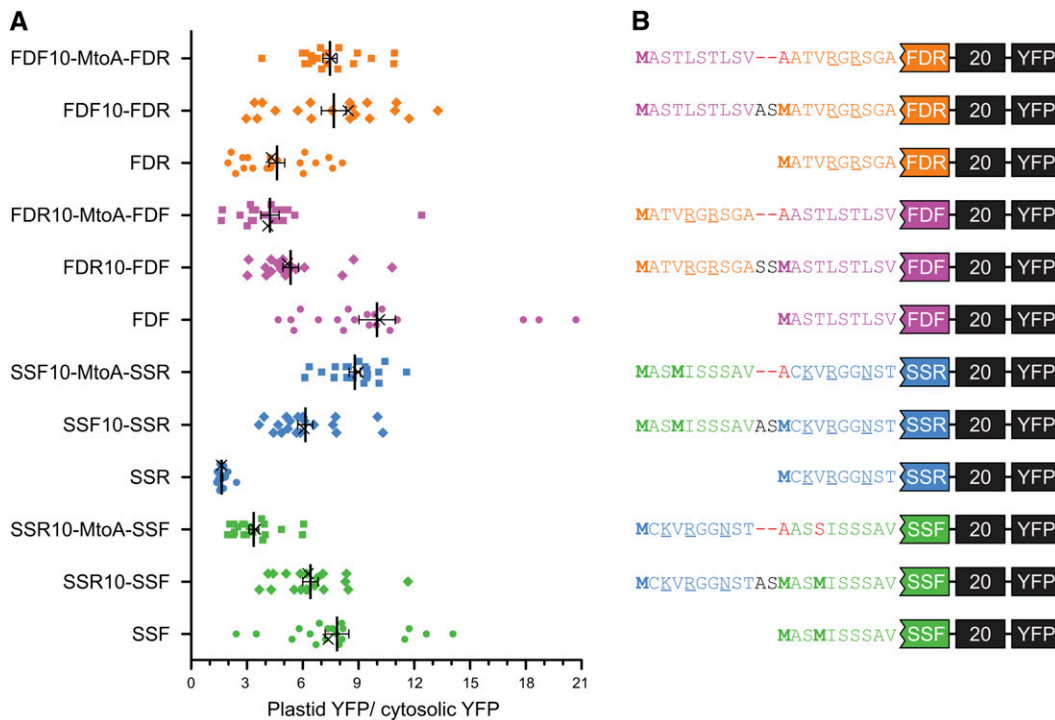 A
B
FDF10-MtoA-FDR
MASTLSTLSV--AATVRGRSGA FDR 20 YFP
FDF10-FDR
MASTLSTLSVASMATVRGRSGA FDR 20 YFP
FDR
MATVRGRSGA FDR 20 YFP
FDR10-MtoA-FDF
MATVRGRSGA--AASTLSTLSV FDF 20 YFP
FDR10-FDF
MATVRGRSGASSMASTLSTLSV FDF 20 YFP
FDF
MASTLSTLSV FDF 20 YFP
SSF10-MtoA-SSR
MASMISSSAV--ACKVRGGNST SSR 20 YFP
SSF10-SSR
MASMISSSAVASMCKVRGGNST SSR 20 YFP
SSR
MCKVRGGNST SSR 20 YFP
SSR10-MtoA-SSF
MCKVRGGNST--AASSISSSAV SSF 20 YFP
SSR10-SSF
MCKVRGGNSTASMASMISSSAV SSF 20 YFP
SSF
MASMISSSAV SSF 20 YFP
0 3 6 9 12 15 18 21
Plastid YFP/ cytosolic YFP